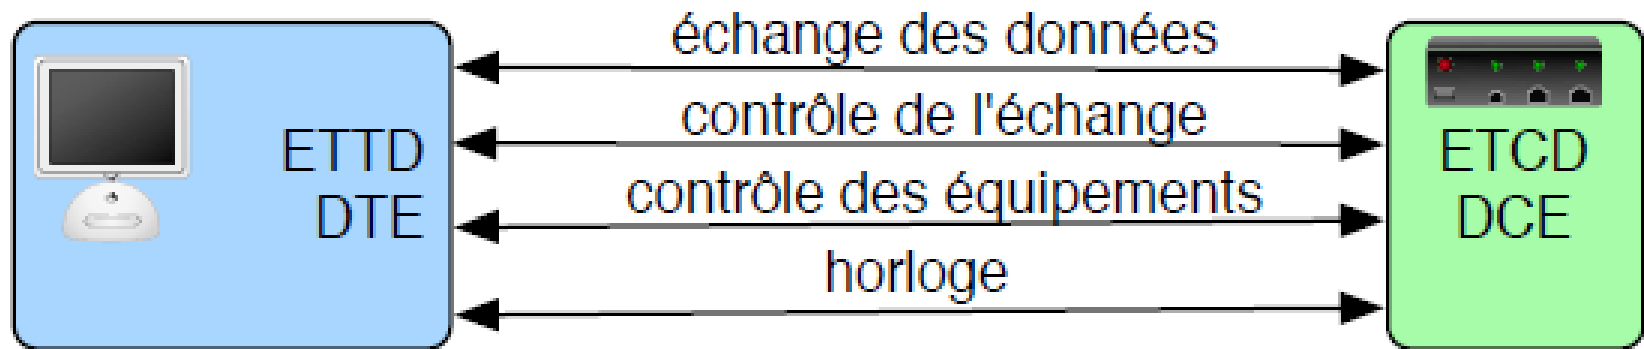 échange des données
contrôle de l'échange
ETTD
DTE
contrôle des équipements
horloge
ETCD
DCE